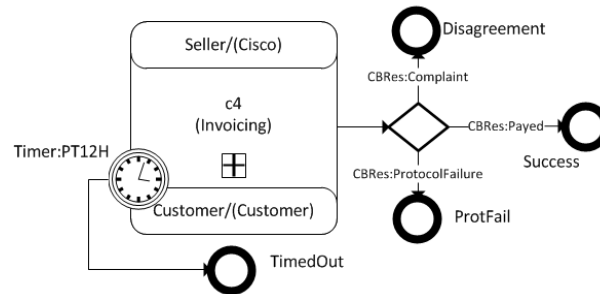 Disagreement
Seller/(Cisco)
CBRes:Complaint
c4
(Invoicing)
CBRes:Payed
Timer:PT12H
Success
CBRes:ProtocolFailure
Customer/(Customer)
ProtFail
TimedOut